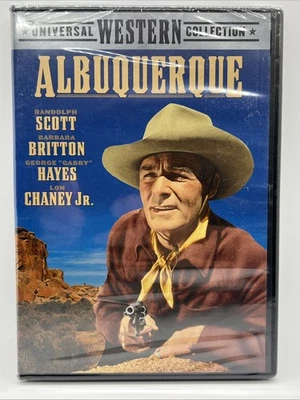 UNIVERSAL WESTERN COLLECTION
ALBUQUERQUE
RANDOLPH
SCOTT
BARBARA
BRITTON
GEORGE "GABBY"
HAYES
LON
CHANEY JR.